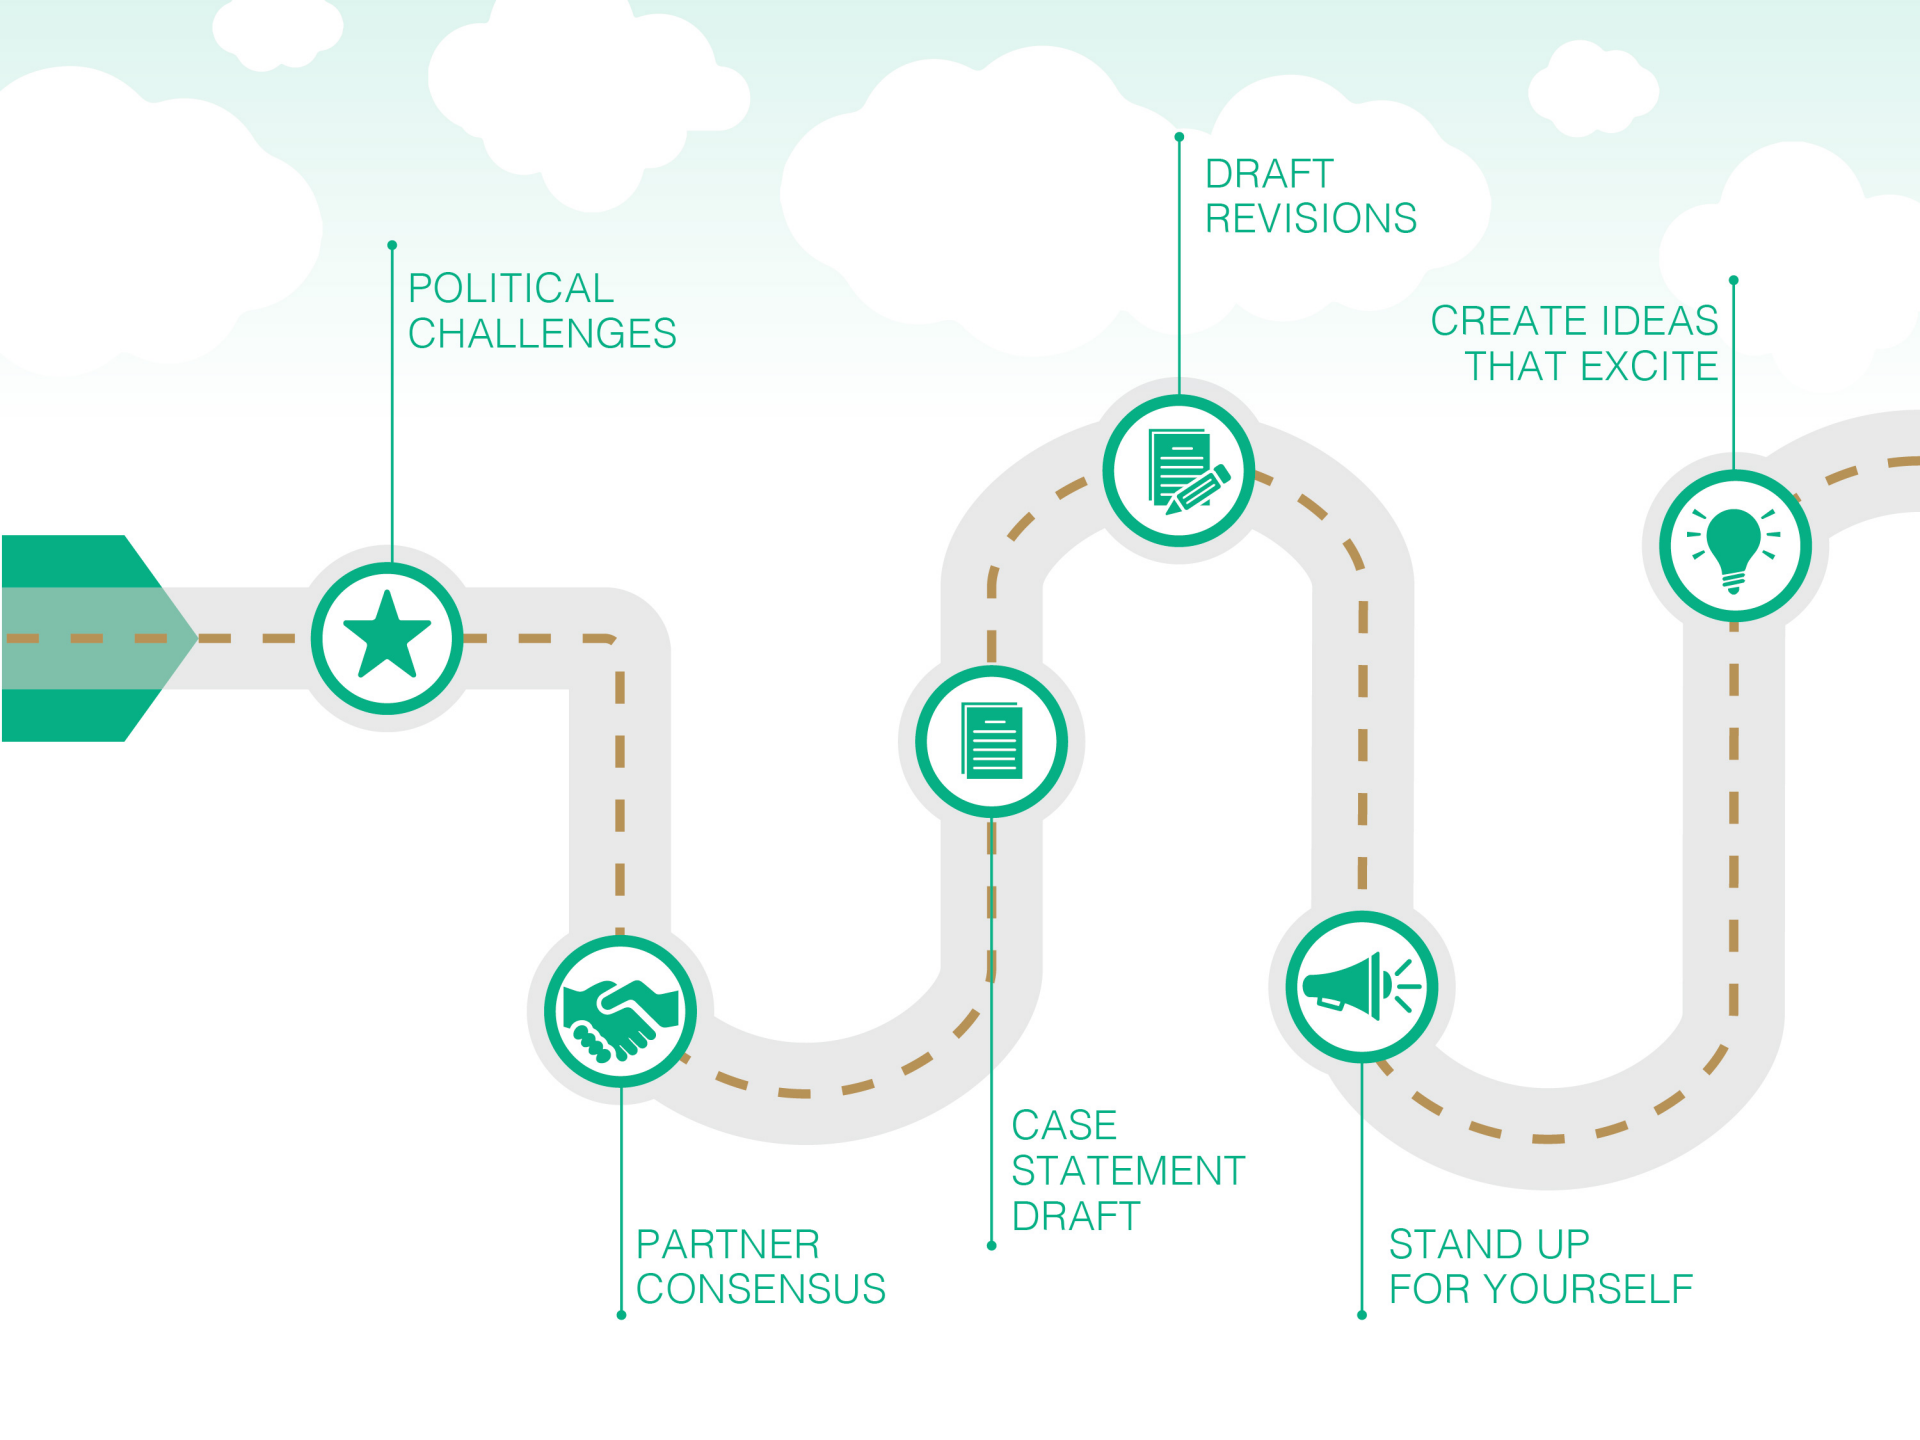 POLITICAL
CHALLENGES
PARTNER
CONSENSUS
CASE
STATEMENT
DRAFT
DRAFT
REVISIONS
STAND UP
FOR YOURSELF
CREATE IDEAS
THAT EXCITE